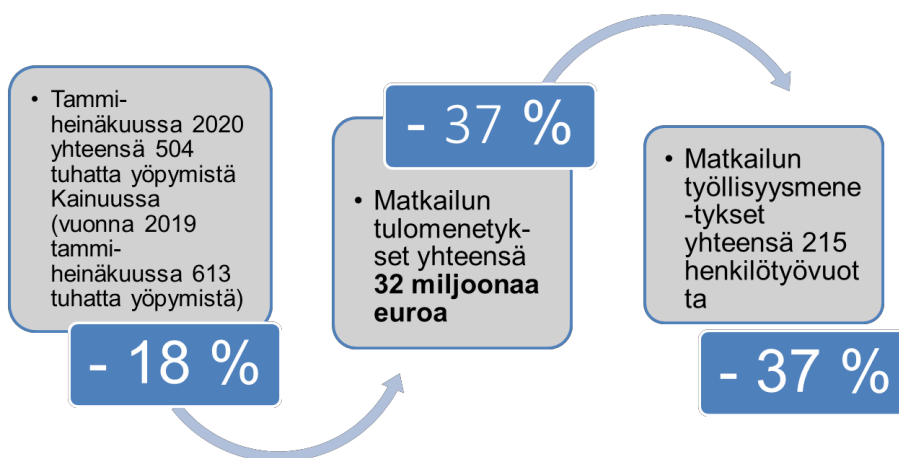 • Tammi-
heinäkuussa 2020
yhteensä 504
tuhatta yöpymistä
Kainuussa
(vuonna 2019
tammi-
heinäkuussa 613
tuhatta yöpymistä)
- 18 %
- 37 %
• Matkailun
tulomenetyk-
set yhteensä
32 miljoonaa
euroa
• Matkailun
työllisyysmene
-tykset
yhteensä 215
henkilötyövuot
ta
- 37 %